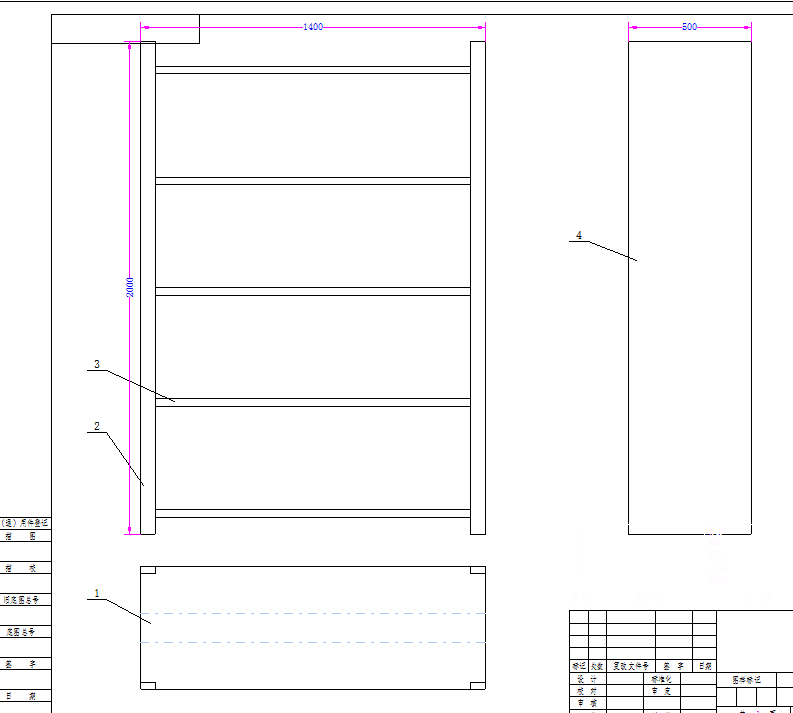 1400
500
2000
4
3
2
1
(通) 用件登记
描 图
描 校
旧底图总号
底图总号
签 字
日 期
标记 处数 更改文件号 签 字 日期
设 计 标准化 图样标记
校 对 审 定
审 核